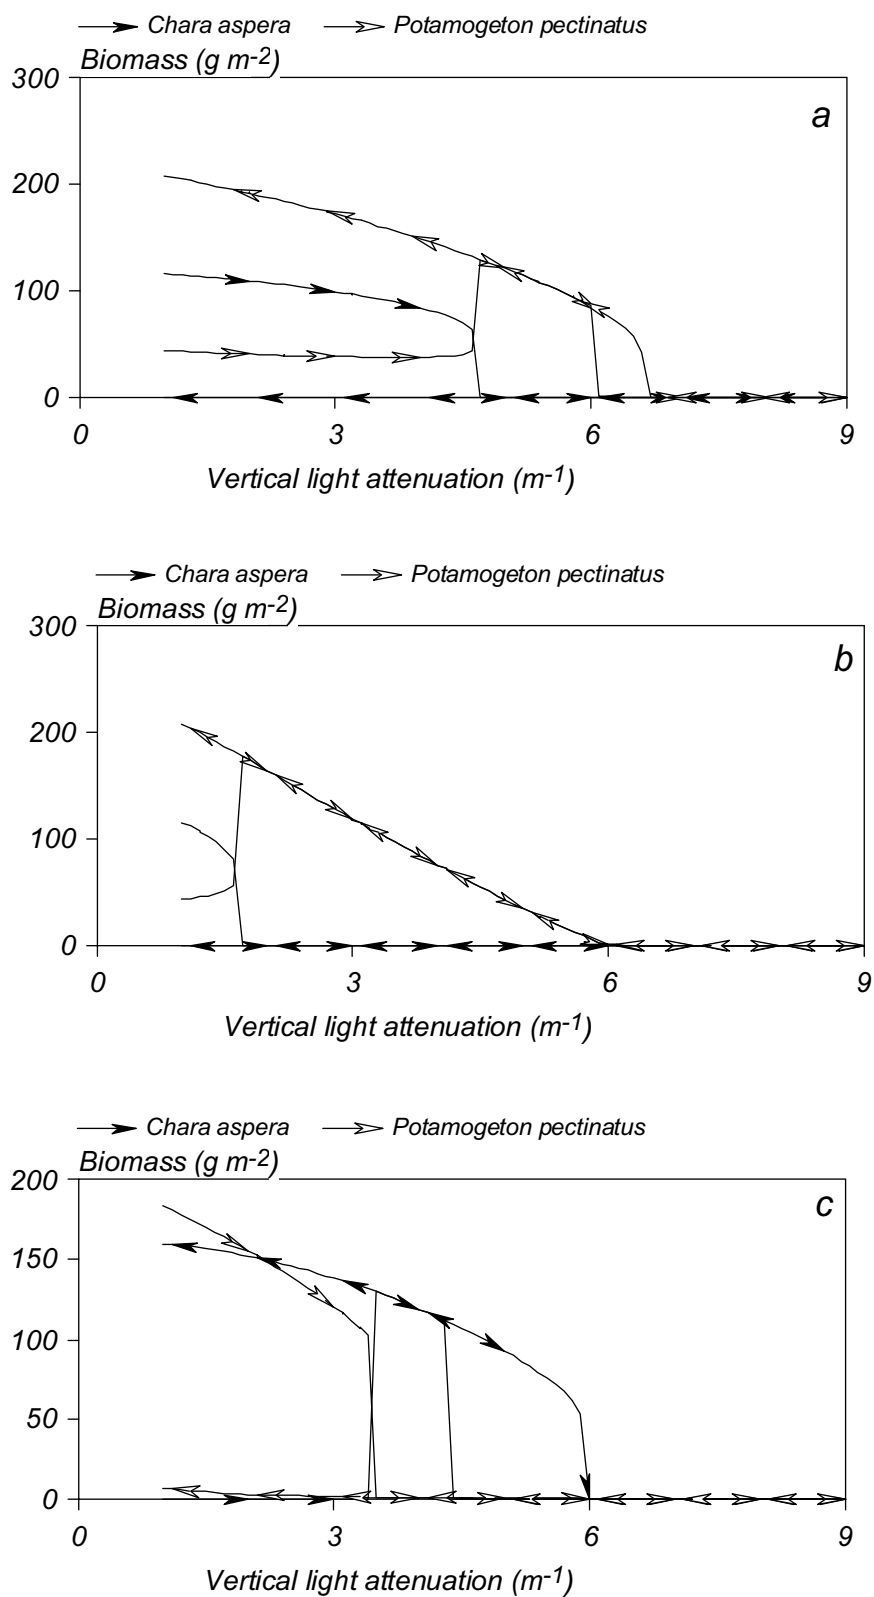 Chara aspera Potamogeton pectinatus
Biomass (g m-2)
300
a
200
100
0
0 3 6 9
Vertical light attenuation (m-1)
Chara aspera Potamogeton pectinatus
Biomass (g m-2)
300
b
200
100
0
0 3 6 9
Vertical light attenuation (m-1)
Chara aspera Potamogeton pectinatus
Biomass (g m-2)
200
c
150
100
50
0
0 3 6 9
Vertical light attenuation (m-1)